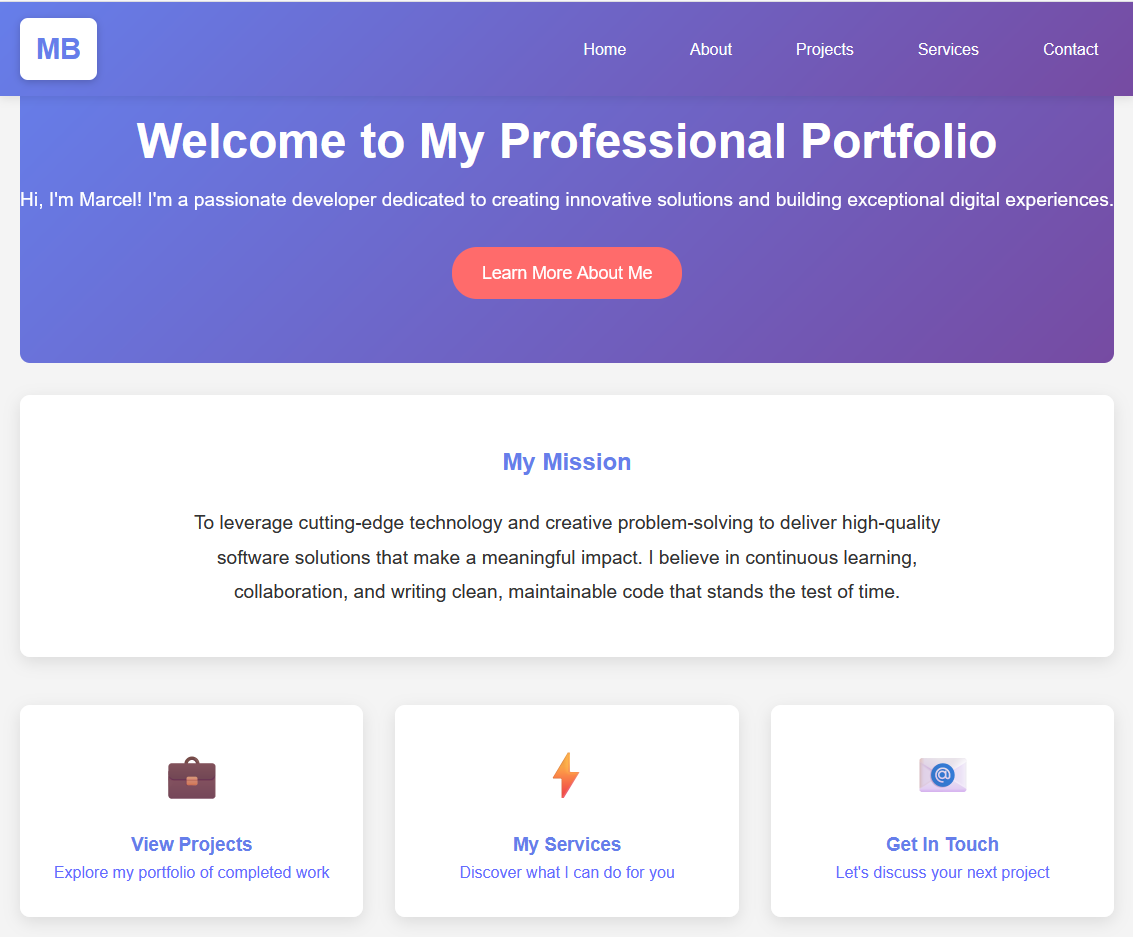 MB
Home About Projects Services Contact
Welcome to My Professional Portfolio
Hi, I'm Marcel! I'm a passionate developer dedicated to creating innovative solutions and building exceptional digital experiences.
Learn More About Me
My Mission
To leverage cutting-edge technology and creative problem-solving to deliver high-quality
software solutions that make a meaningful impact. I believe in continuous learning,
collaboration, and writing clean, maintainable code that stands the test of time.
View Projects
Explore my portfolio of completed work
My Services
Discover what I can do for you
@
Get In Touch
Let's discuss your next project